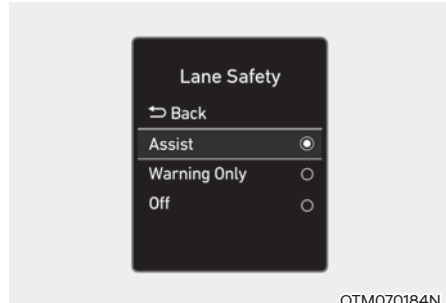 Lane Safety
Back
Assist
Warning Only
Off
OTM070184N